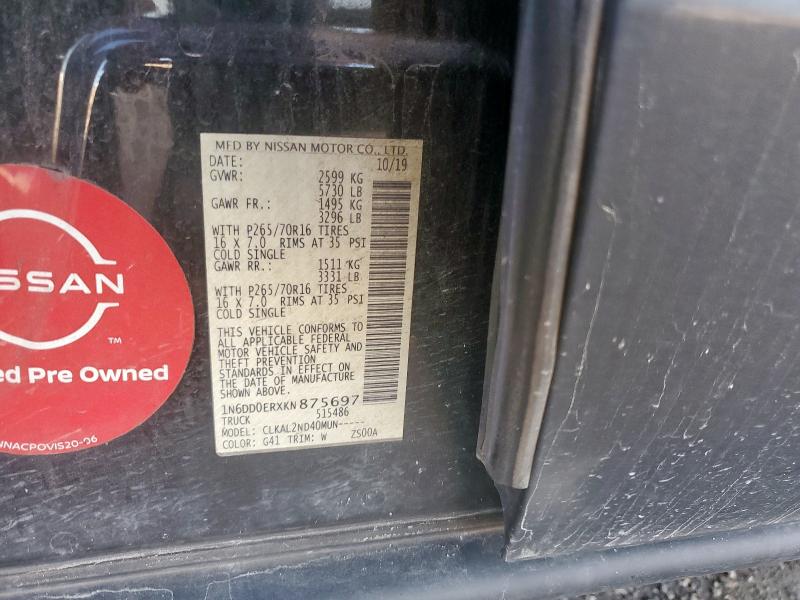 MFD BY NISSAN MOTOR CO., LTD.
DATE: 10/19
GVWR: 2599 KG
5730 LB
GAWR FR.: 1495 KG
3296 LB
WITH P265/70R16 TIRES
16 X 7.0 RIMS AT 35 PSI
COLD SINGLE
GAWR RR.: 1511 KG
3331 LB
WITH P265/70R16 TIRES
16 X 7.0 RIMS AT 35 PSI
COLD SINGLE
THIS VEHICLE CONFORMS TO
ALL APPLICABLE FEDERAL
MOTOR VEHICLE SAFETY AND
THEFT PREVENTION
STANDARDS IN EFFECT ON
THE DATE OF MANUFACTURE
SHOWN ABOVE.
1N6DD0ERXKN875697
TRUCK 515486
MODEL: CLKAL2ND40MUN-----
COLOR: G41 TRIM: W ZS00A
SSAN
TM
ed Pre Owned
NNACPOVIS20-06